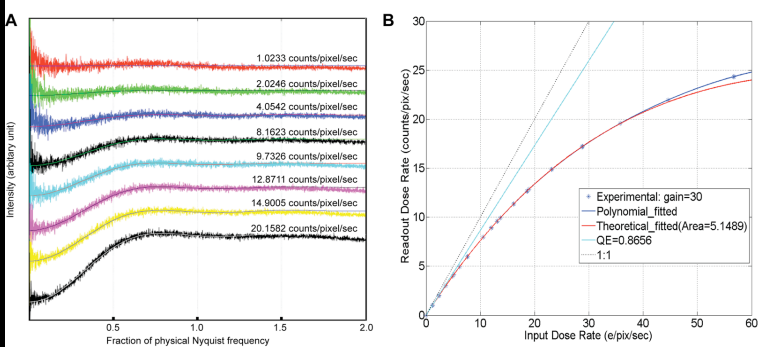 A
1.0233 counts/pixel/sec
2.0246 counts/pixel/sec
4.0542 counts/pixel/sec
8.1623 counts/pixel/sec
9.7326 counts/pixel/sec
12.8711 counts/pixel/sec
14.9005 counts/pixel/sec
20.1582 counts/pixel/sec
Intensity (arbitary unit)
0.5 1.0 1.5 2.0
Fraction of physical Nyquist frequency
B
30
25
20
15
10
5
0
Readout Dose Rate (counts/pix/sec)
Experimental: gain=30
Polynomial_fitted
Theoretical_fitted(Area=5.1489)
QE=0.8656
1:1
0 10 20 30 40 50 60
Input Dose Rate (e/pix/sec)